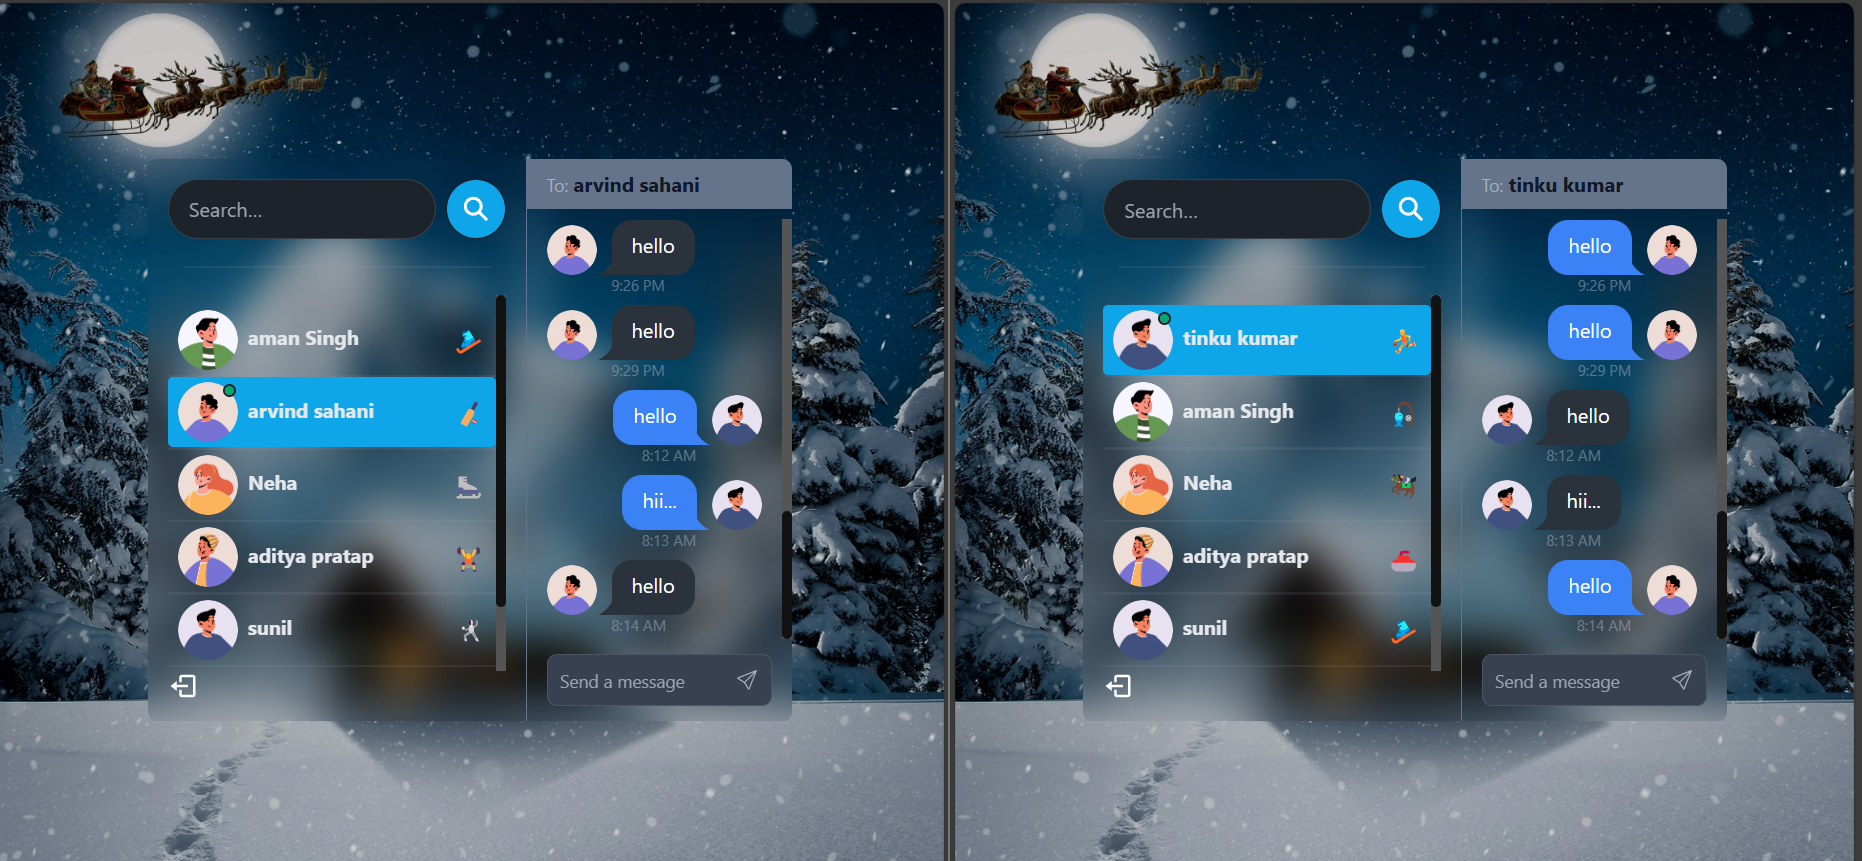 Search...
aman Singh
arvind sahani
Neha
aditya pratap
sunil
To: arvind sahani
hello
9:26 PM
hello
9:29 PM
hello
8:12 AM
hii...
8:13 AM
hello
8:14 AM
Send a message
Search...
tinku kumar
aman Singh
Neha
aditya pratap
sunil
To: tinku kumar
hello
9:26 PM
hello
9:29 PM
hello
8:12 AM
hii...
8:13 AM
hello
8:14 AM
Send a message